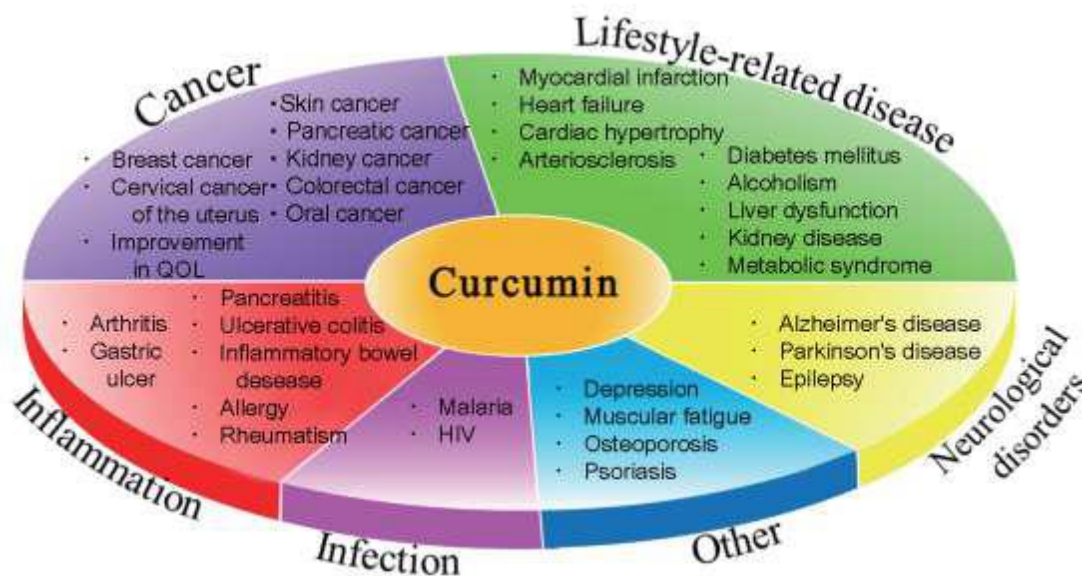 Cancer
· Skin cancer
· Pancreatic cancer
· Breast cancer
· Kidney cancer
· Cervical cancer
of the uterus
· Colorectal cancer
· Oral cancer
· Improvement
in QOL
Lifestyle-related disease
· Myocardial infarction
· Heart failure
· Cardiac hypertrophy
· Arteriosclerosis
· Diabetes mellitus
· Alcoholism
· Liver dysfunction
· Kidney disease
· Metabolic syndrome
Curcumin
· Arthritis
· Gastric
ulcer
· Pancreatitis
· Ulcerative colitis
· Inflammatory bowel
desease
· Allergy
· Rheumatism
Inflammation
· Malaria
· HIV
Infection
· Depression
· Muscular fatigue
· Osteoporosis
· Psoriasis
Other
· Alzheimer's disease
· Parkinson's disease
· Epilepsy
Neurological
disorders